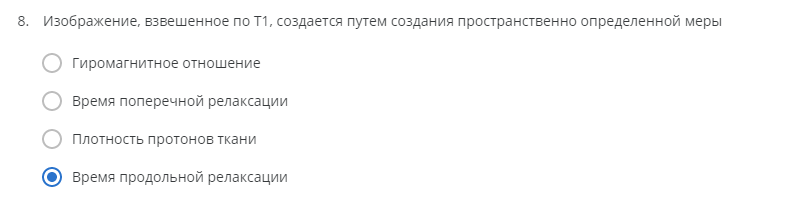 8. Изображение, взвешенное по Т1, создается путем создания пространственно определенной меры
Гиромагнитное отношение
Время поперечной релаксации
Плотность протонов ткани
Время продольной релаксации